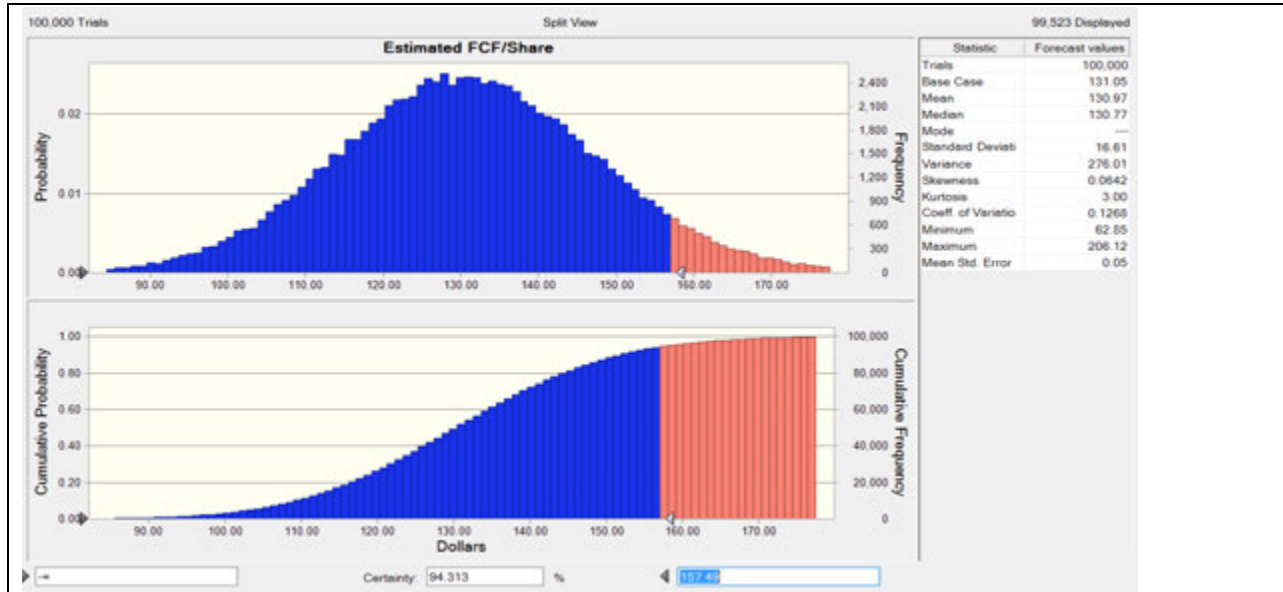 100,000 Trials Split View 99,523 Displayed
Estimated FCF/Share
Probability
0.02
0.01
0.00
2,400
2,100
1,800
1,500
1,200
900
600
300
0
Frequency
90.00 100.00 110.00 120.00 130.00 140.00 150.00 160.00 170.00
Cumulative Probability
1.00
0.80
0.60
0.40
0.20
0.00
100,000
80,000
60,000
40,000
20,000
0
Cumulative Frequency
90.00 100.00 110.00 120.00 130.00 140.00 150.00 160.00 170.00
Dollars
Statistic Forecast values
Trials 100,000
Base Case 131.05
Mean 130.97
Median 130.77
Mode ---
Standard Deviati 16.61
Variance 276.01
Skewness 0.0642
Kurtosis 3.00
Coeff. of Variatio 0.1268
Minimum 62.85
Maximum 206.12
Mean Std. Error 0.05
Certainty: 94.313 % 157.49